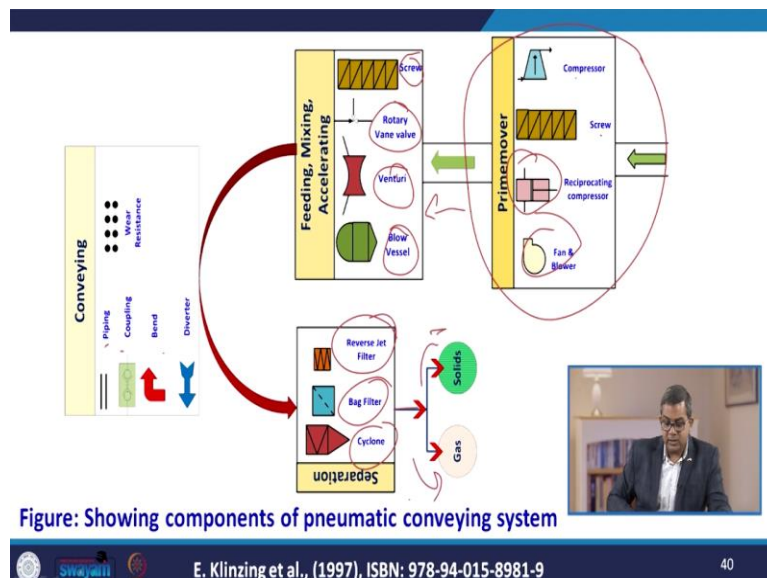 Primemover
Compressor
Screw
Reciprocating
compressor
Fan &
Blower
Feeding, Mixing,
Accelerating
Screw
Rotary
Vane valve
Venturi
Blow
Vessel
Conveying
Wear
Resistance
Piping
Coupling
Bend
Diverter
Separation
Reverse Jet
Filter
Bag Filter
Cyclone
Solids
Gas
Figure: Showing components of pneumatic conveying system
swayam
E. Klinzing et al., (1997), ISBN: 978-94-015-8981-9
40